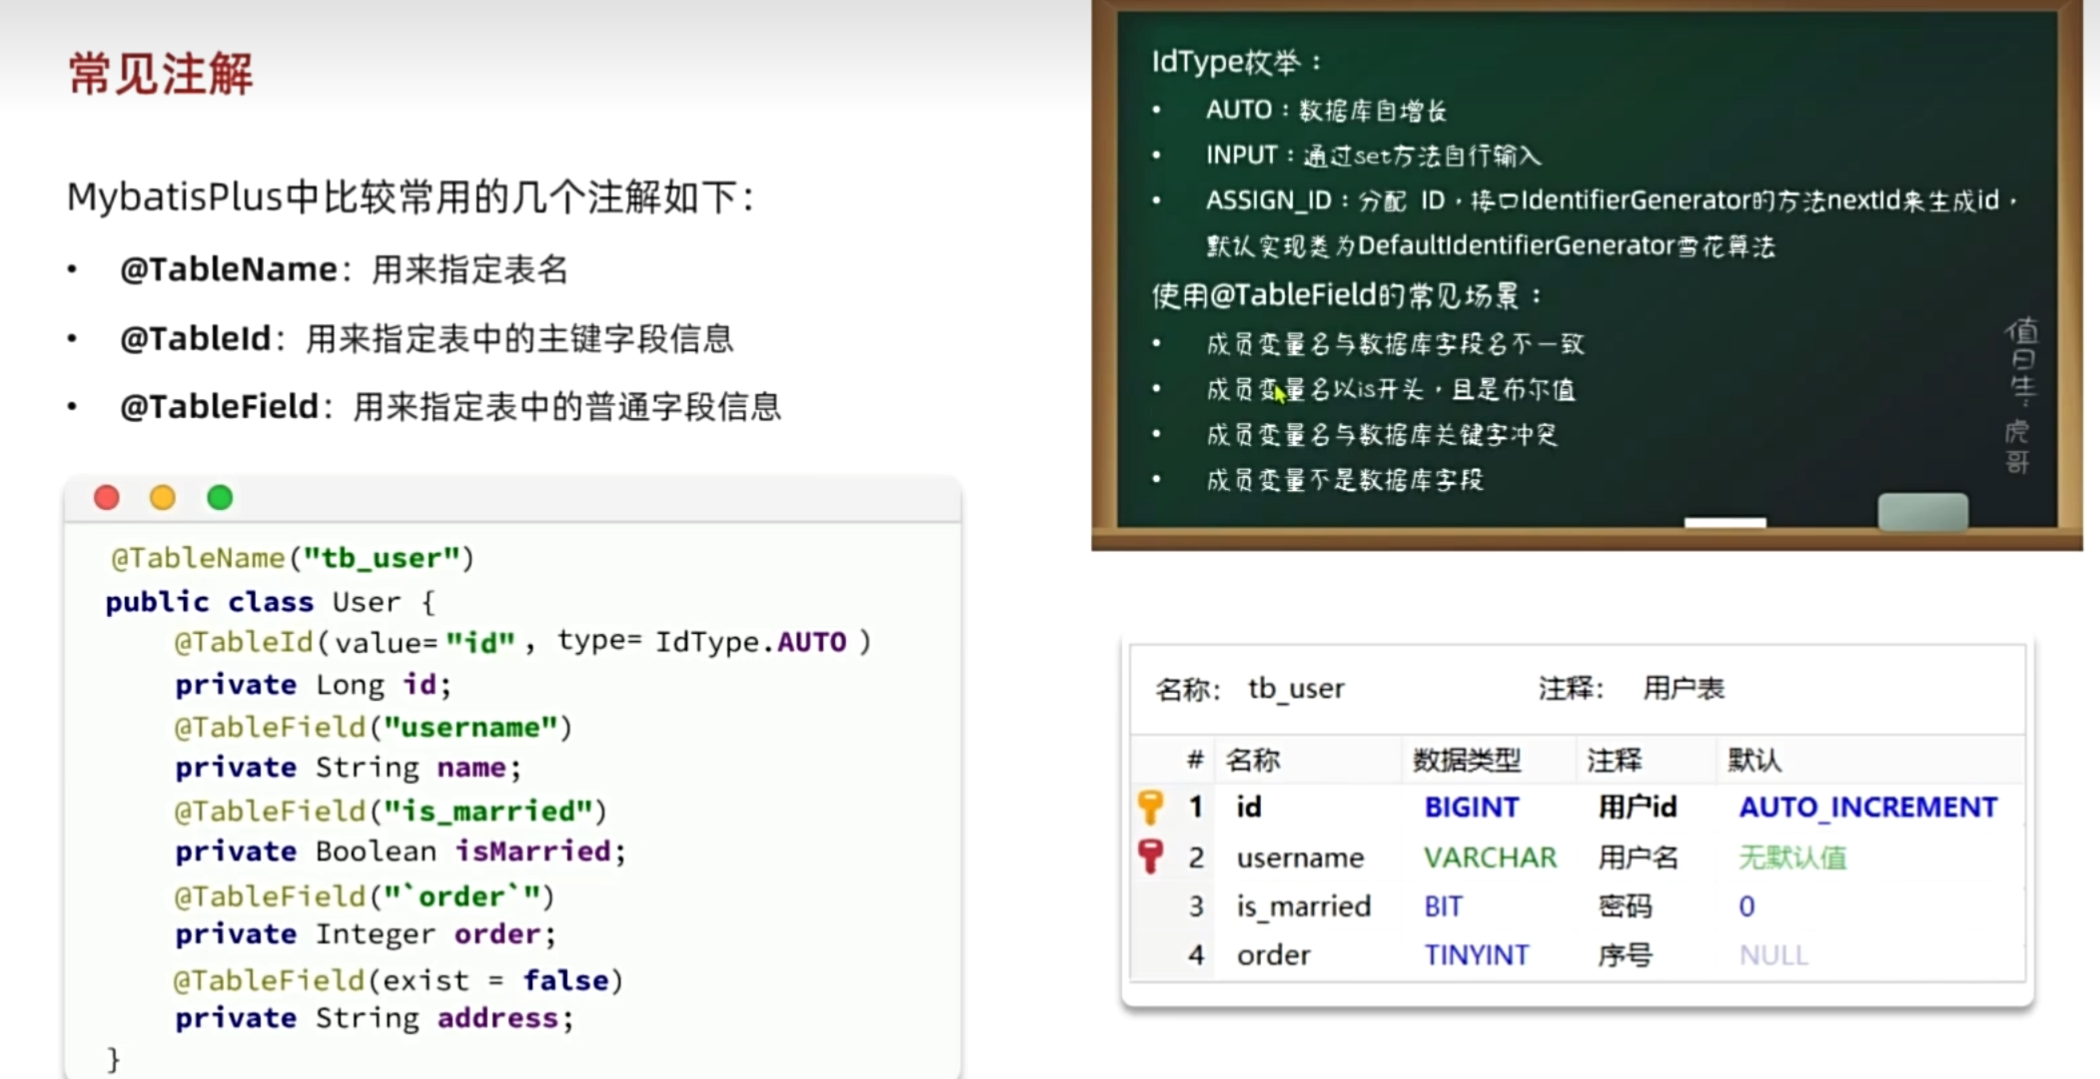 常见注解
MybatisPlus中比较常用的几个注解如下：
• @TableName：用来指定表名
• @TableId：用来指定表中的主键字段信息
• @TableField：用来指定表中的普通字段信息
@TableName("tb_user")
public class User {
@TableId(value="id", type= IdType.AUTO )
private Long id;
@TableField("username")
private String name;
@TableField("is_married")
private Boolean isMarried;
@TableField("`order`")
private Integer order;
@TableField(exist = false)
private String address;
}
IdType枚举：
• AUTO：数据库自增长
• INPUT：通过set方法自行输入
• ASSIGN_ID：分配 ID，接口IdentifierGenerator的方法nextId来生成id，
默认实现类为DefaultIdentifierGenerator雪花算法
使用@TableField的常见场景：
• 成员变量名与数据库字段名不一致
• 成员变量名以is开头，且是布尔值
• 成员变量名与数据库关键字冲突
• 成员变量不是数据库字段
值日生：虎哥
名称： tb_user 注释： 用户表
# 名称 数据类型 注释 默认
1 id BIGINT 用户id AUTO_INCREMENT
2 username VARCHAR 用户名 无默认值
3 is_married BIT 密码 0
4 order TINYINT 序号 NULL